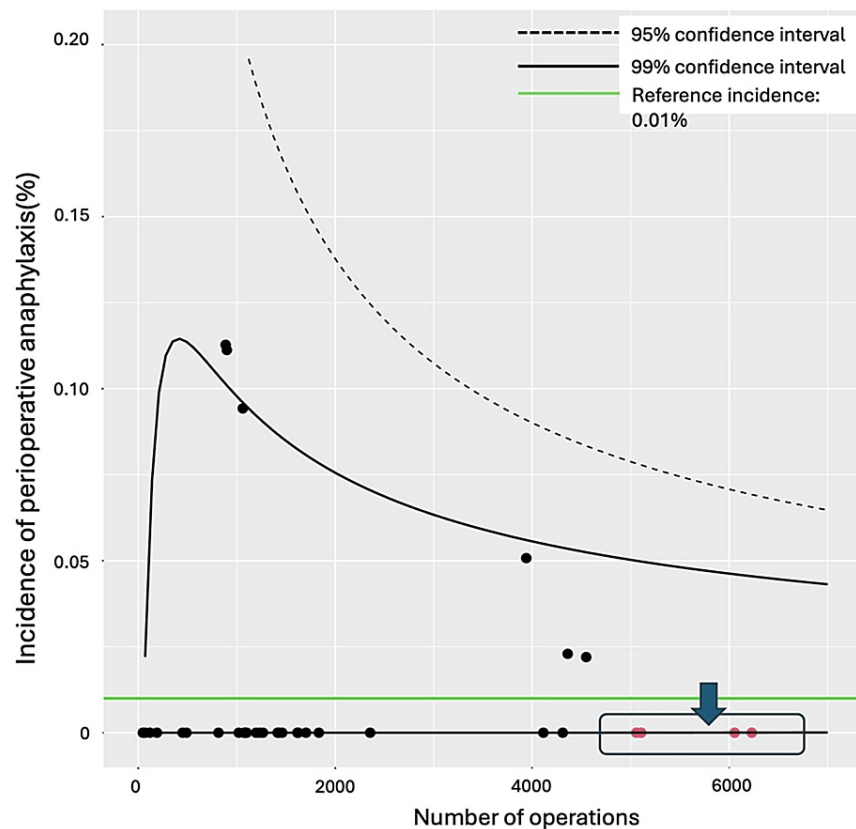 95% confidence interval
99% confidence interval
Reference incidence:
0.01%
0.20
0.15
0.10
0.05
0
Incidence of perioperative anaphylaxis(%)
0
2000
4000
6000
Number of operations